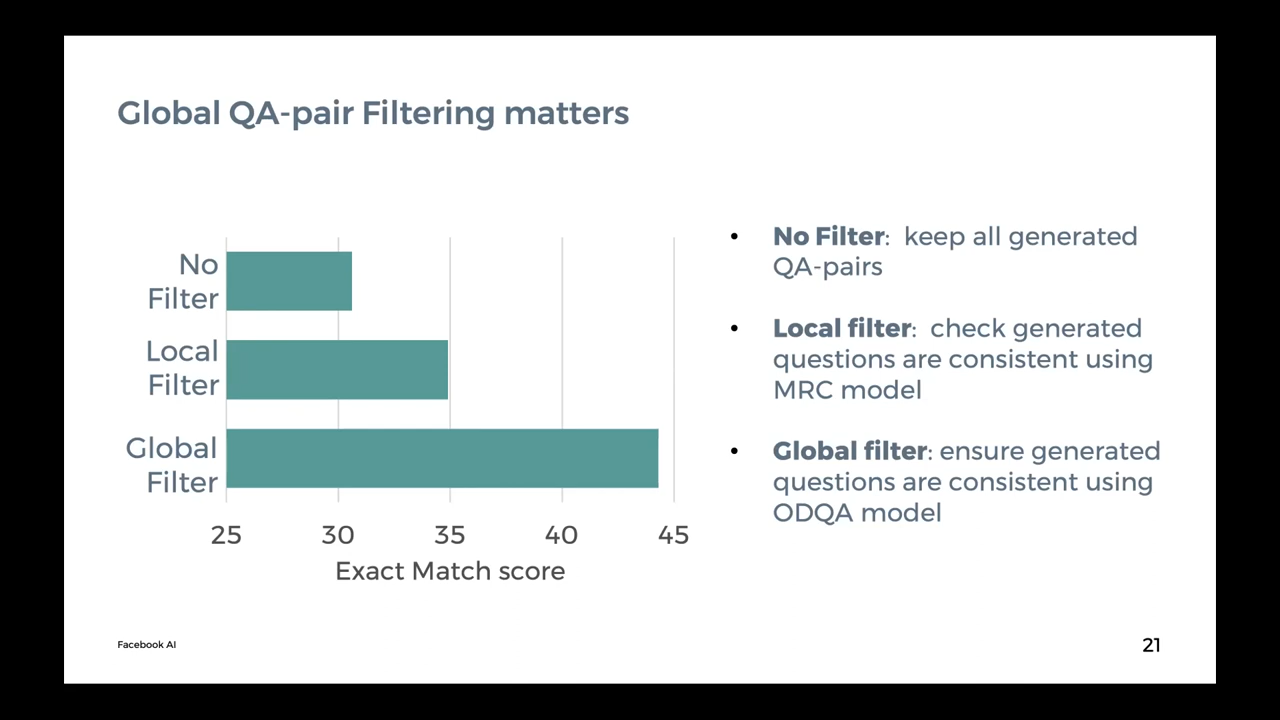 Global QA-pair Filtering matters
No
Filter
Local
Filter
Global
Filter
25 30 35 40 45
Exact Match score
• No Filter: keep all generated
QA-pairs
• Local filter: check generated
questions are consistent using
MRC model
• Global filter: ensure generated
questions are consistent using
ODQA model
Facebook AI
21